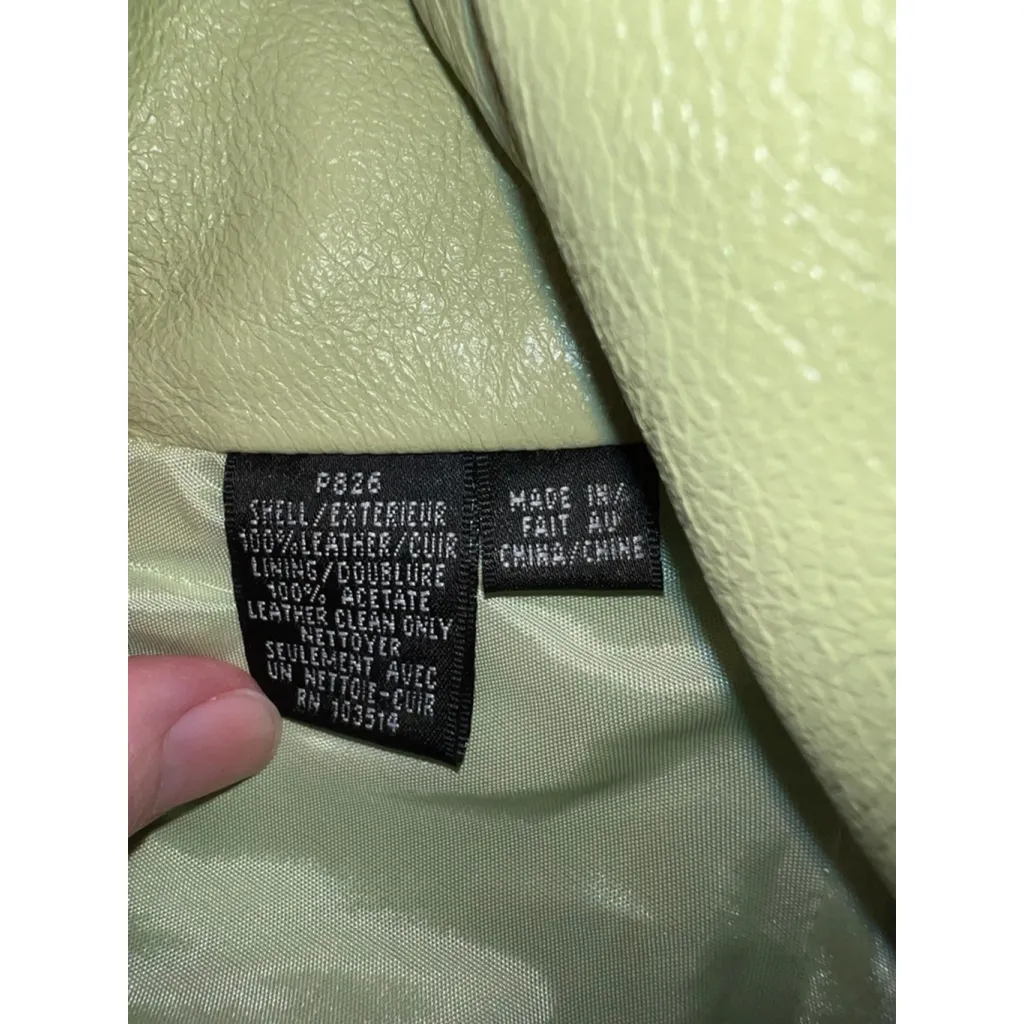 P826
SHELL/EXTERIEUR
100%LEATHER/CUIR
LINING/DOUBLURE
100% ACETATE
LEATHER CLEAN ONLY
NETTOYER
SEULEMENT AVEC
UN NETTOIE-CUIR
RN 103514
MADE IN/
FAIT AU
CHINA/CHINE